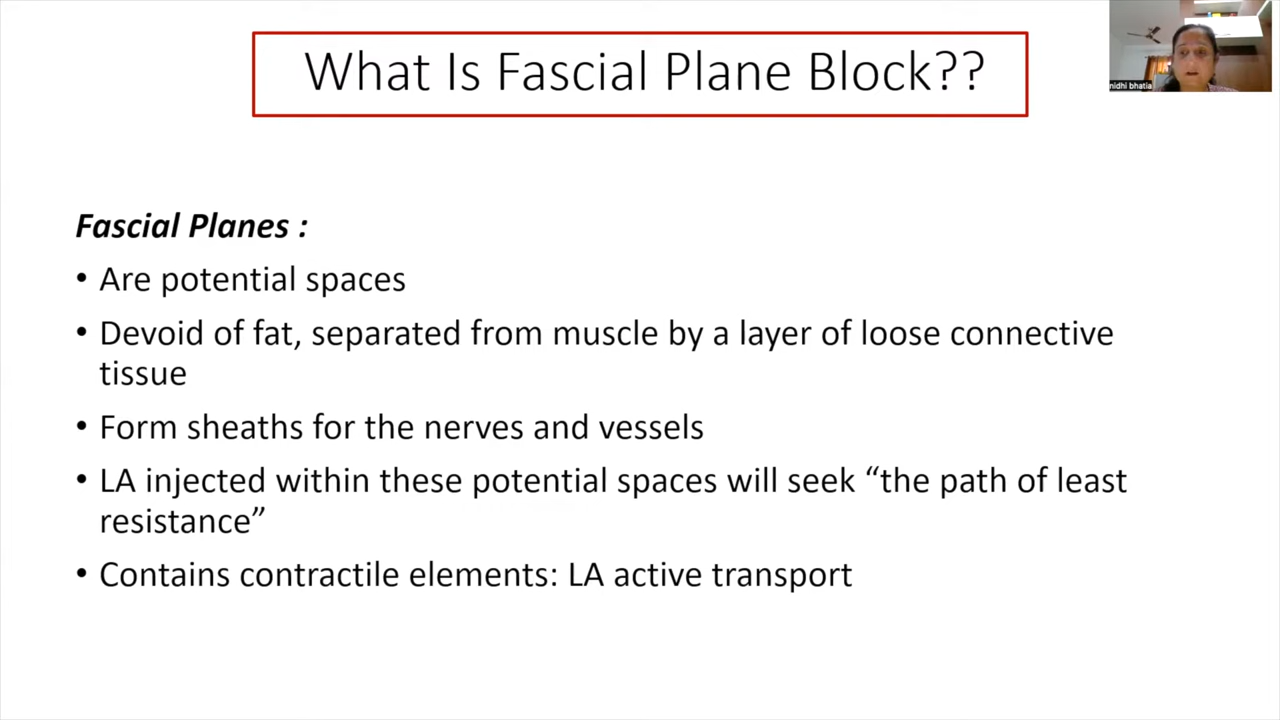 What Is Fascial Plane Block??
nidhi bhatia
Fascial Planes :
• Are potential spaces
• Devoid of fat, separated from muscle by a layer of loose connective
tissue
• Form sheaths for the nerves and vessels
• LA injected within these potential spaces will seek “the path of least
resistance”
• Contains contractile elements: LA active transport